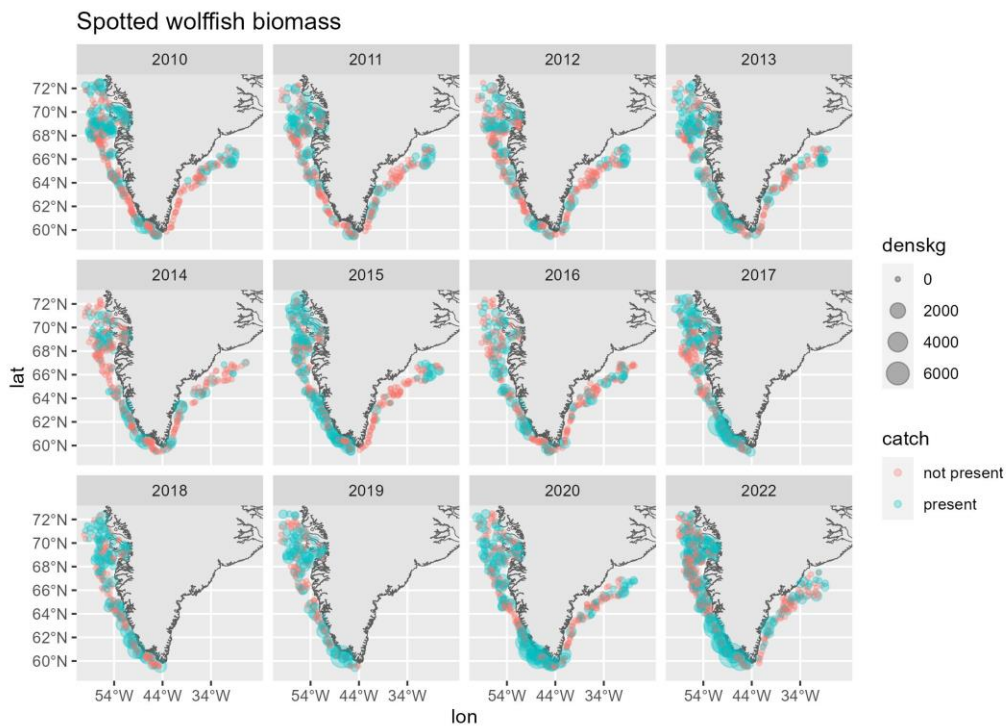 Spotted wolffish biomass
2010 2011 2012 2013
72°N
70°N
68°N
66°N
64°N
62°N
60°N
2014 2015 2016 2017
72°N
70°N
68°N
66°N
64°N
62°N
60°N
2018 2019 2020 2022
72°N
70°N
68°N
66°N
64°N
62°N
60°N
54°W 44°W 34°W 54°W 44°W 34°W 54°W 44°W 34°W 54°W 44°W 34°W
lat
lon
denskg
0
2000
4000
6000
catch
not present
present